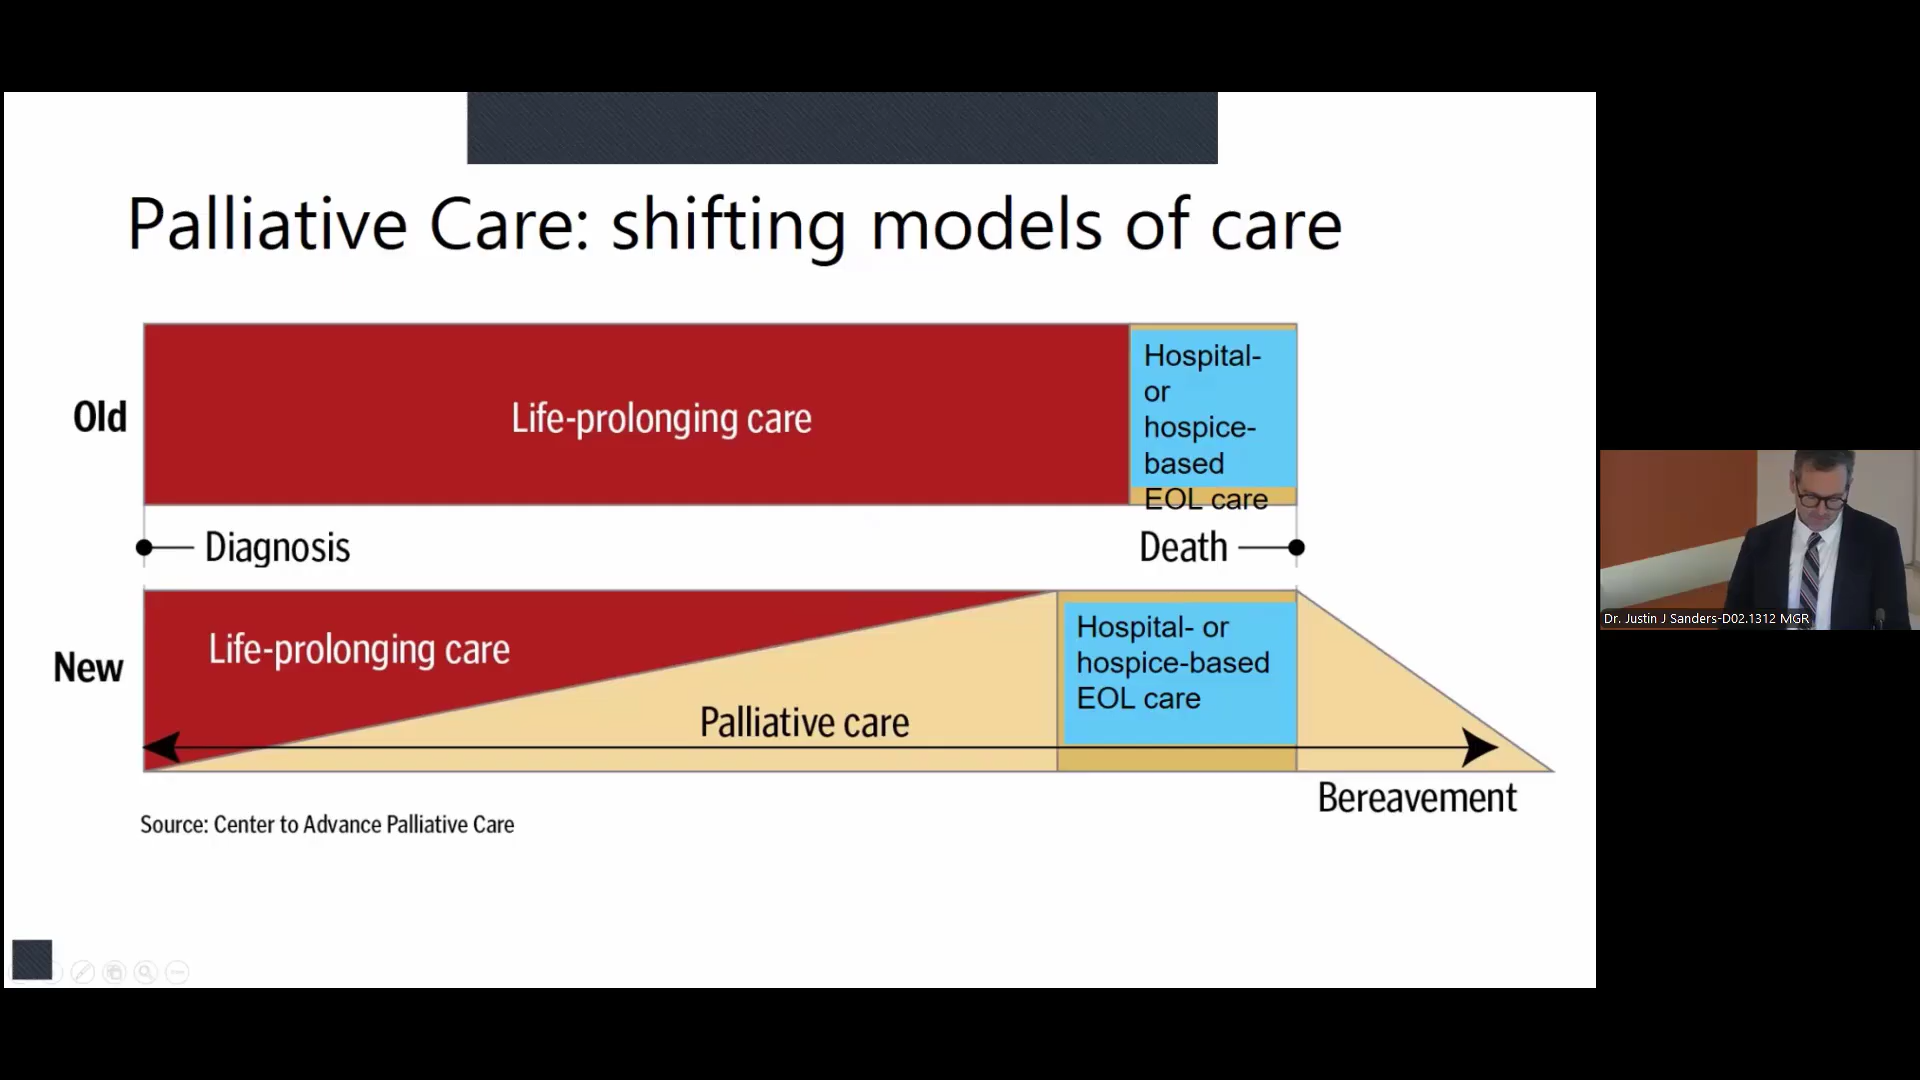 Palliative Care: shifting models of care
Old
Life-prolonging care
Hospital-
or
hospice-
based
EOL care
Diagnosis
Death
New
Life-prolonging care
Palliative care
Hospital- or
hospice-based
EOL care
Bereavement
Source: Center to Advance Palliative Care
Dr. Justin J Sanders-D02.1312 MGR